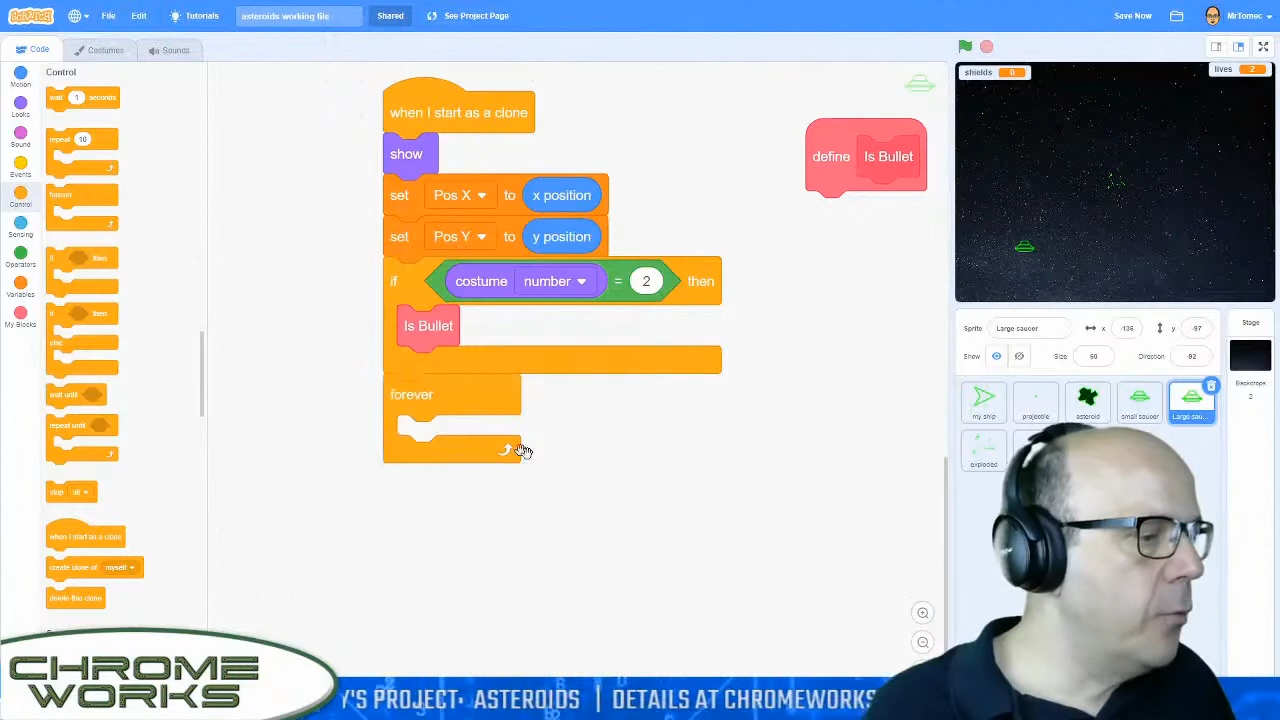 SCRATCH
File
Edit
Tutorials
asteroids working file
Shared
See Project Page
Save Now
MrTomec
Code
Costumes
Sounds
Motion
Looks
Sound
Events
Control
Sensing
Operators
Variables
My Blocks
Control
wait 1 seconds
repeat 10
forever
if then
if then
else
wait until
repeat until
stop all
when I start as a clone
create clone of myself
delete this clone
when I start as a clone
show
set Pos X to x position
set Pos Y to y position
if costume number = 2 then
Is Bullet
forever
define Is Bullet
shields 0
lives 2
Sprite Large saucer x -136 y -97
Show Size 60 Direction -92
my ship
projectile
asteroid
small saucer
Large sau...
exploded
Stage
Backdrops
2
CHROME
WORKS
Y'S PROJECT: ASTEROIDS | DETAILS AT CHROMEWORKS